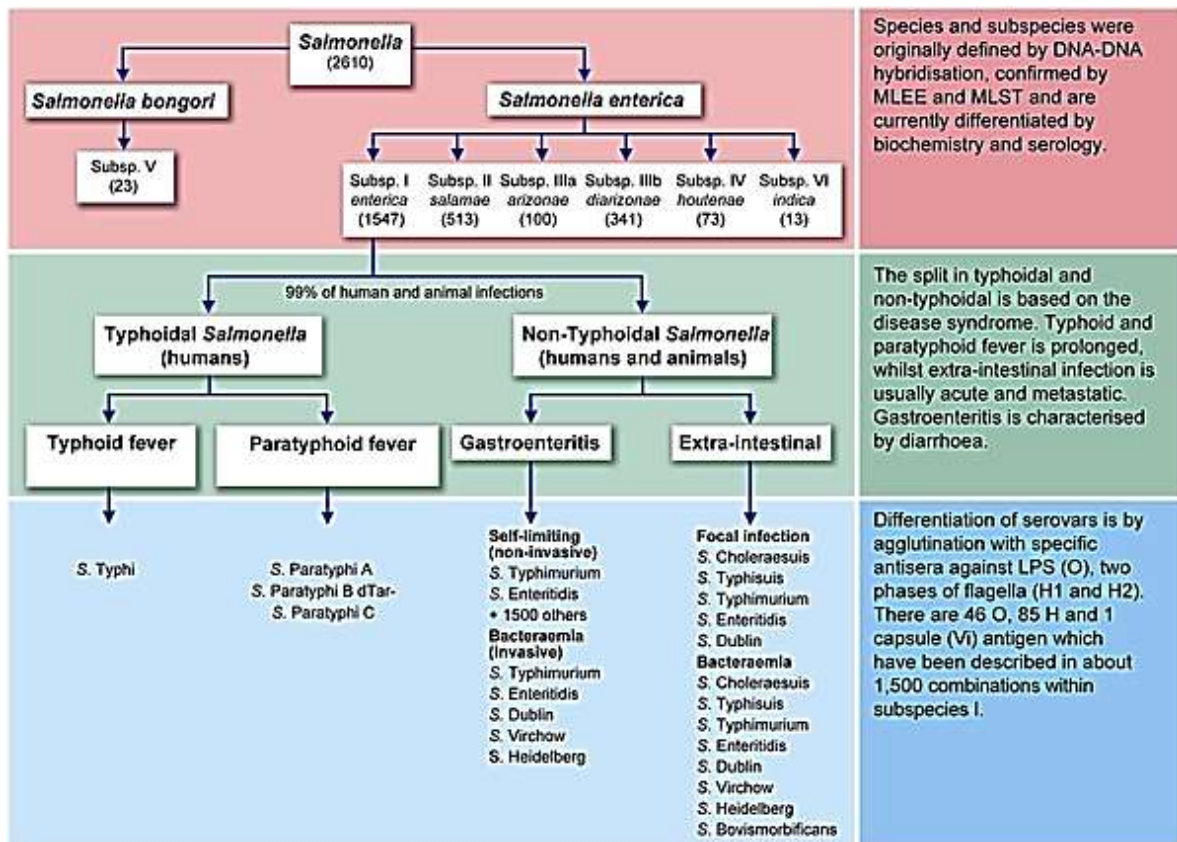 Salmonella
(2610)
Salmonella bongori
Salmonella enterica
Subsp. V
(23)
Subsp. I
enterica
(1547)
Subsp. II
salamae
(513)
Subsp. IIIa
arizonae
(100)
Subsp. IIIb
diarizonae
(341)
Subsp. IV
houtenae
(73)
Subsp. VI
indica
(13)
Species and subspecies were
originally defined by DNA-DNA
hybridisation, confirmed by
MLEE and MLST and are
currently differentiated by
biochemistry and serology.
99% of human and animal infections
Typhoidal Salmonella
(humans)
Non-Typhoidal Salmonella
(humans and animals)
Typhoid fever
Paratyphoid fever
Gastroenteritis
Extra-intestinal
The split in typhoidal and
non-typhoidal is based on the
disease syndrome. Typhoid and
paratyphoid fever is prolonged,
whilst extra-intestinal infection is
usually acute and metastatic.
Gastroenteritis is characterised
by diarrhoea.
S. Typhi
S. Paratyphi A
S. Paratyphi B dTar-
S. Paratyphi C
Self-limiting
(non-invasive)
S. Typhimurium
S. Enteritidis
+ 1500 others
Bacteraemia
(invasive)
S. Typhimurium
S. Enteritidis
S. Dublin
S. Virchow
S. Heidelberg
Focal infection
S. Choleraesuis
S. Typhisuis
S. Typhimurium
S. Enteritidis
S. Dublin
Bacteraemia
S. Choleraesuis
S. Typhisuis
S. Typhimurium
S. Enteritidis
S. Dublin
S. Virchow
S. Heidelberg
S. Bovismorbificans
Differentiation of serovars is by
agglutination with specific
antisera against LPS (O), two
phases of flagella (H1 and H2).
There are 46 O, 85 H and 1
capsule (Vi) antigen which
have been described in about
1,500 combinations within
subspecies I.